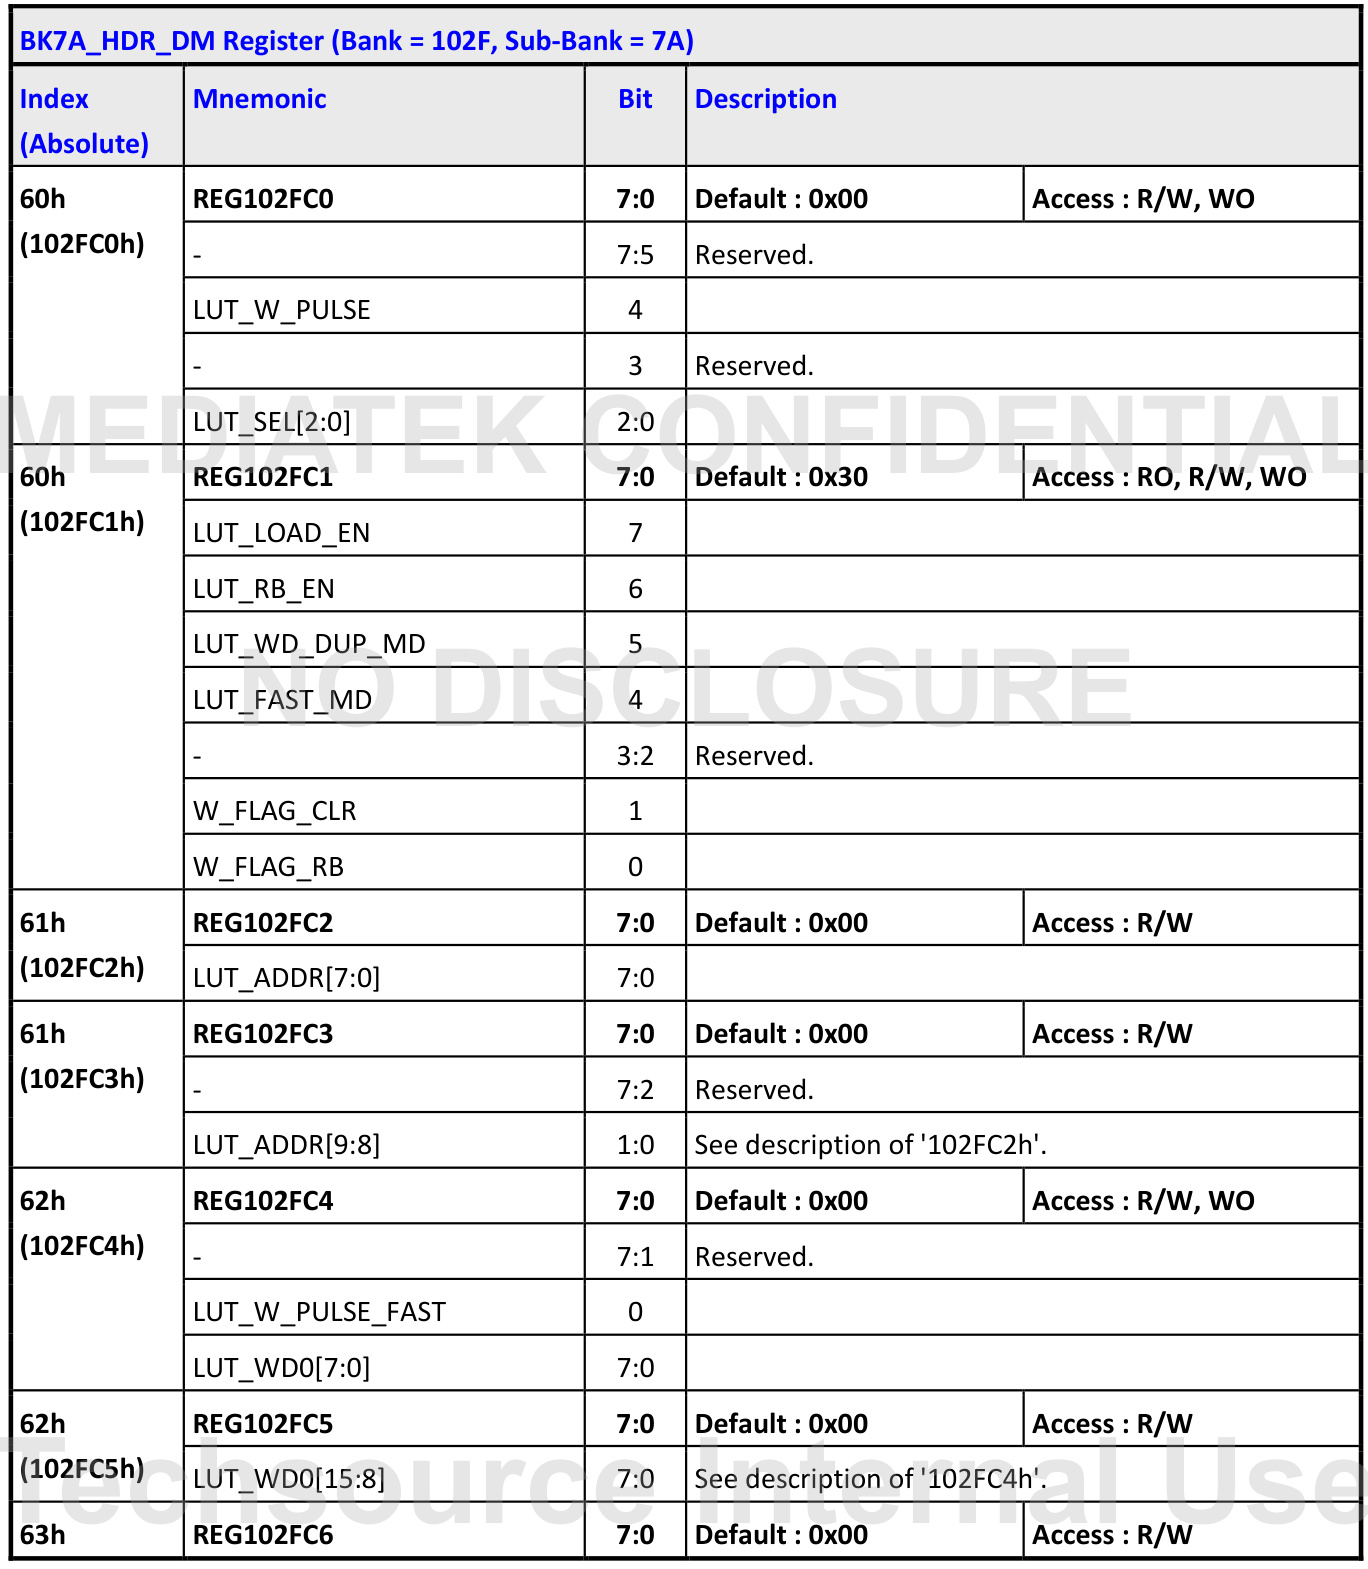 BK7A_HDR_DM Register (Bank = 102F, Sub-Bank = 7A)
Index (Absolute) Mnemonic Bit Description
60h (102FC0h) REG102FC0 7:0 Default : 0x00 Access : R/W, WO
- 7:5 Reserved.
LUT_W_PULSE 4
- 3 Reserved.
LUT_SEL[2:0] 2:0
MEDIATEK CONFIDENTIAL
60h (102FC1h) REG102FC1 7:0 Default : 0x30 Access : RO, R/W, WO
LUT_LOAD_EN 7
LUT_RB_EN 6
LUT_WD_DUP_MD 5
NO DISCLOSURE
LUT_FAST_MD 4
- 3:2 Reserved.
W_FLAG_CLR 1
W_FLAG_RB 0
61h (102FC2h) REG102FC2 7:0 Default : 0x00 Access : R/W
LUT_ADDR[7:0] 7:0
61h (102FC3h) REG102FC3 7:0 Default : 0x00 Access : R/W
- 7:2 Reserved.
LUT_ADDR[9:8] 1:0 See description of '102FC2h'.
62h (102FC4h) REG102FC4 7:0 Default : 0x00 Access : R/W, WO
- 7:1 Reserved.
LUT_W_PULSE_FAST 0
LUT_WD0[7:0] 7:0
62h (102FC5h) REG102FC5 7:0 Default : 0x00 Access : R/W
LUT_WD0[15:8] 7:0 See description of '102FC4h'.
Techsource Internal Use
63h REG102FC6 7:0 Default : 0x00 Access : R/W